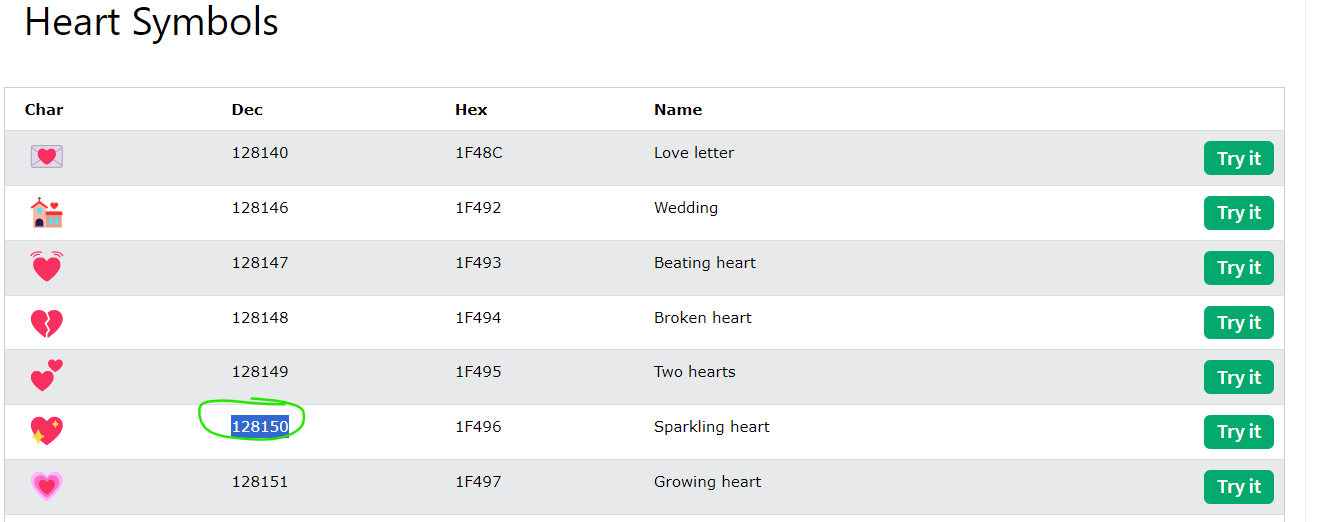 Heart Symbols
Char Dec Hex Name
128140 1F48C Love letter Try it
128146 1F492 Wedding Try it
128147 1F493 Beating heart Try it
128148 1F494 Broken heart Try it
128149 1F495 Two hearts Try it
128150 1F496 Sparkling heart Try it
128151 1F497 Growing heart Try it